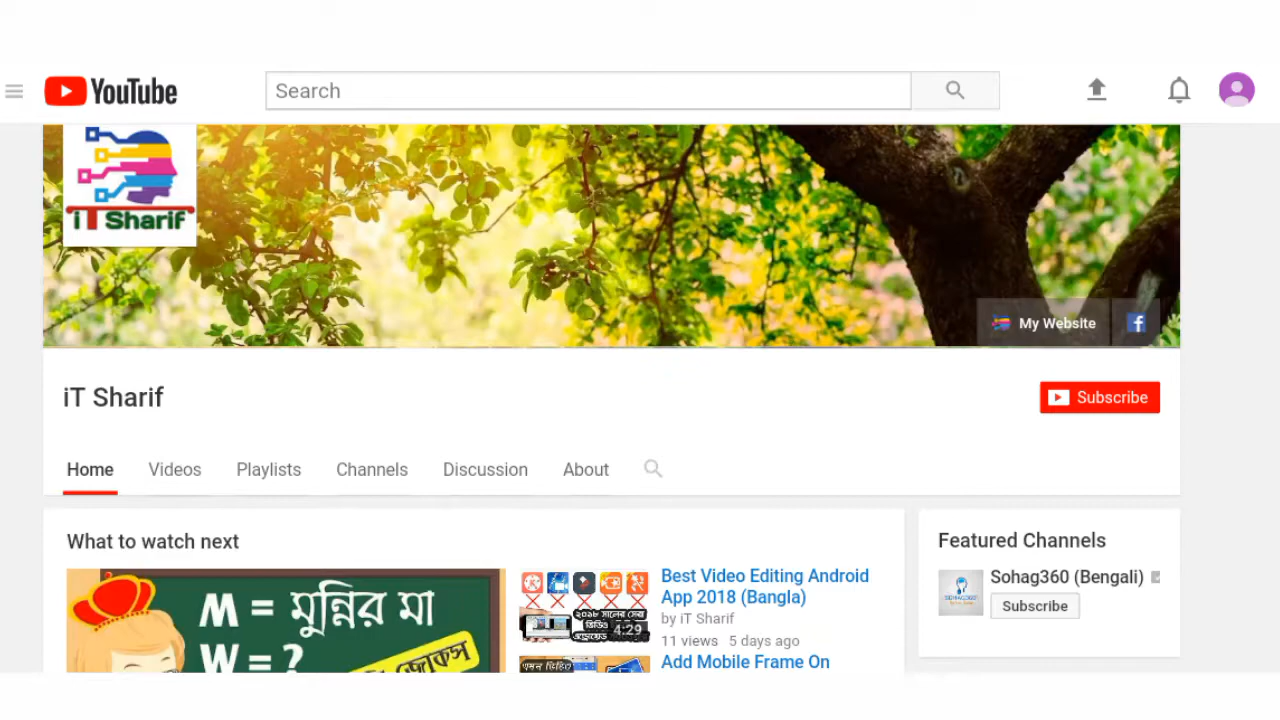 YouTube
Search
iT Sharif
My Website
iT Sharif
Subscribe
Home Videos Playlists Channels Discussion About
What to watch next
Featured Channels
M = মুন্নির মা
W = ?
জোকস
Best Video Editing Android
App 2018 (Bangla)
by iT Sharif
11 views 5 days ago
২০১৮ সালের সেরা
4:29
Add Mobile Frame On
Sohag360 (Bengali)
Subscribe